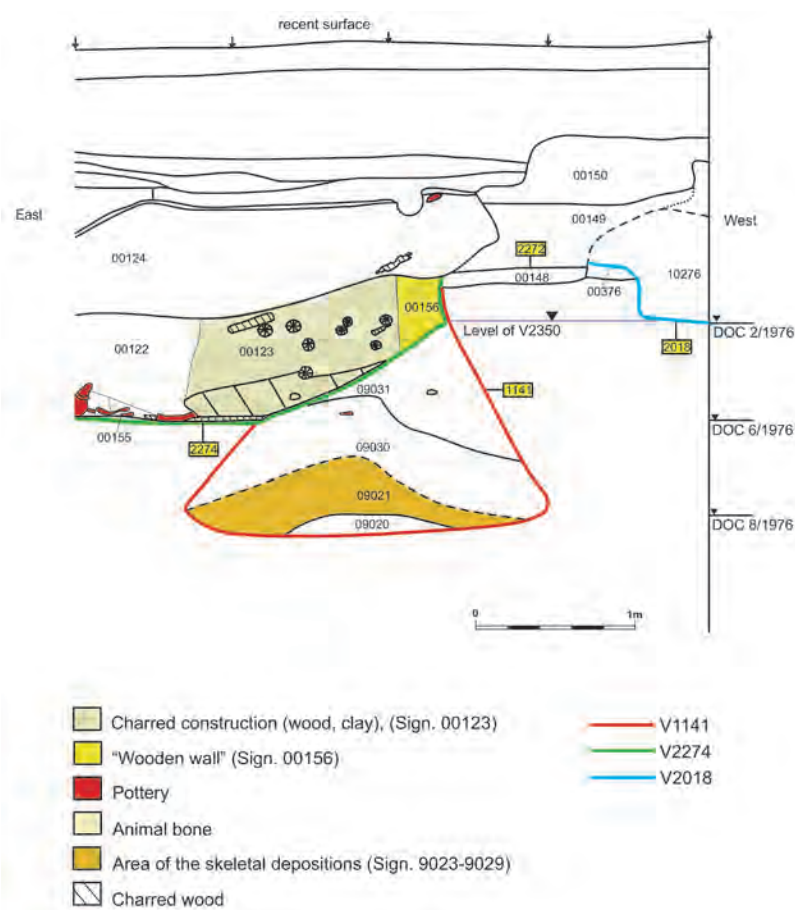 recent surface
00150
East
00149
West
2272
00124
00148
10276
00376
00156
Level of V2350
DOC 2/1976
00122
00123
2018
1141
09031
00155
2274
DOC 6/1976
09030
09021
09020
DOC 8/1976
0
1m
Charred construction (wood, clay), (Sign. 00123)
"Wooden wall" (Sign. 00156)
Pottery
Animal bone
Area of the skeletal depositions (Sign. 9023-9029)
Charred wood
V1141
V2274
V2018